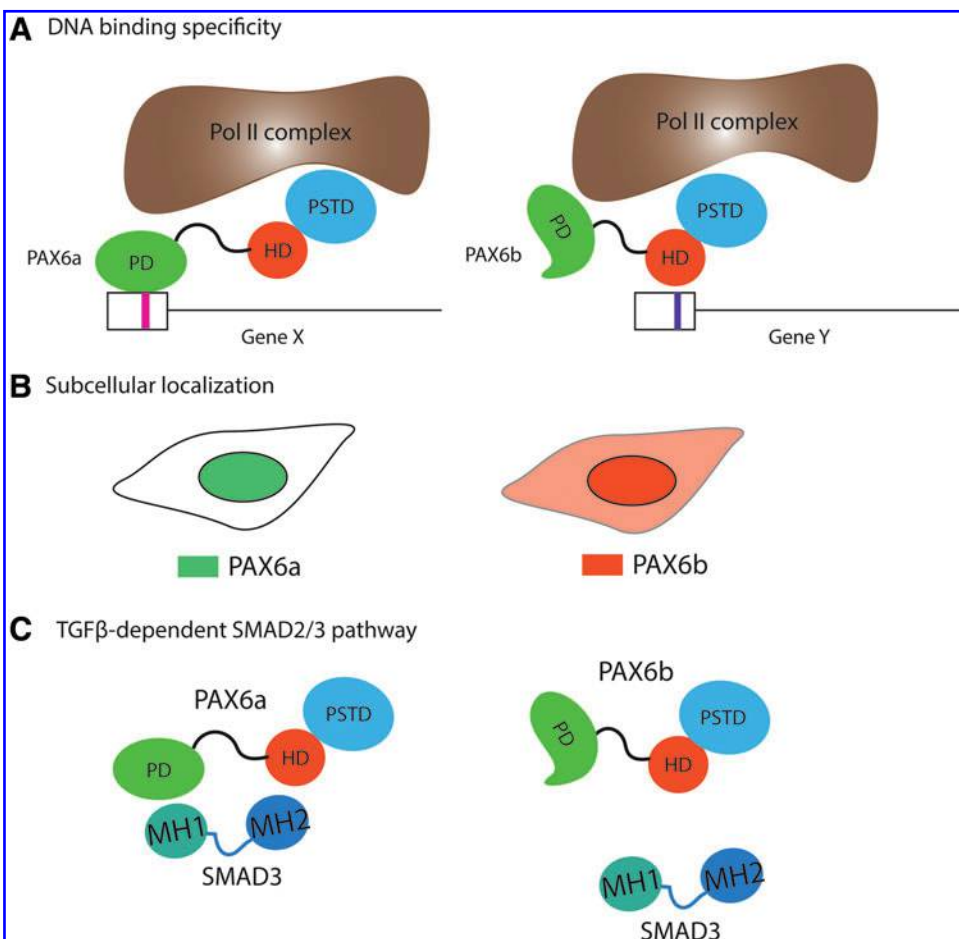 A DNA binding specificity
Pol II complex
Pol II complex
PSTD
PSTD
PAX6a
PD
HD
PAX6b
PD
HD
Gene X
Gene Y
B Subcellular localization
PAX6a
PAX6b
C TGFβ-dependent SMAD2/3 pathway
PAX6a
PSTD
PD
HD
MH1
MH2
SMAD3
PAX6b
PSTD
PD
HD
MH1
MH2
SMAD3